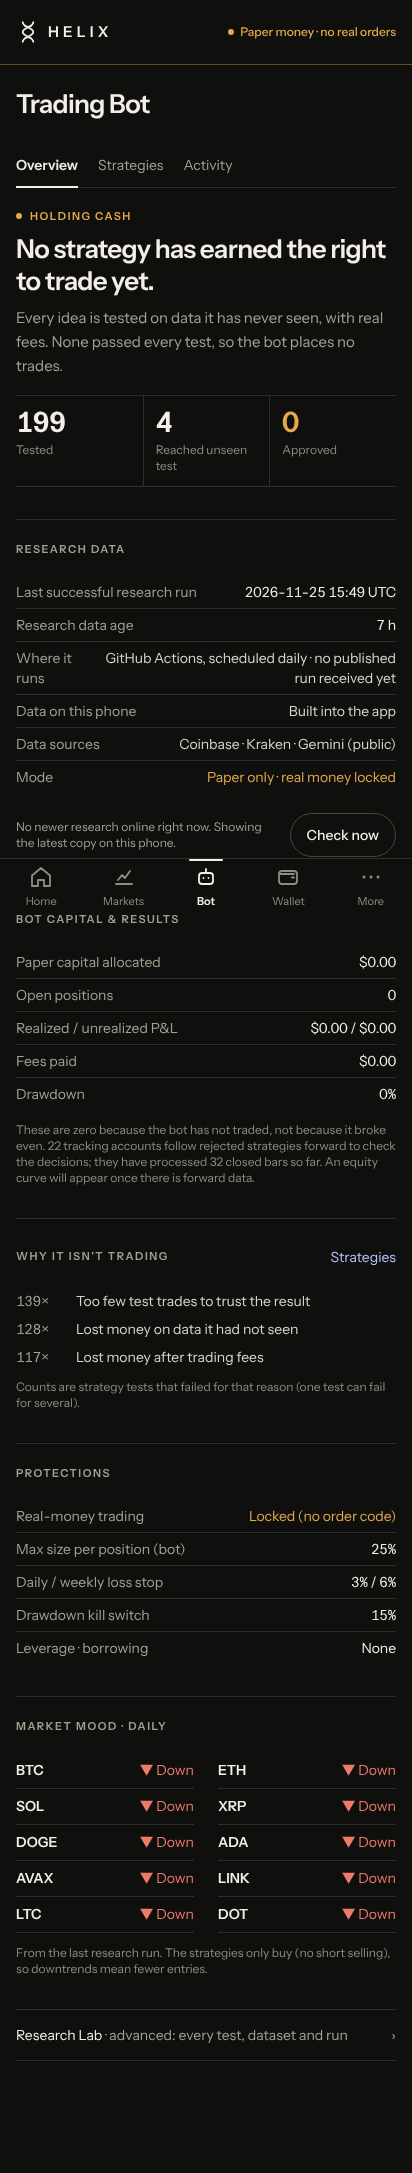 HELIX
Paper money · no real orders
Trading Bot
Overview Strategies Activity
HOLDING CASH
No strategy has earned the right
to trade yet.
Every idea is tested on data it has never seen, with real
fees. None passed every test, so the bot places no
trades.
199 4 0
Tested Reached unseen Approved
test
RESEARCH DATA
Last successful research run 2026-11-25 15:49 UTC
Research data age 7 h
Where it GitHub Actions, scheduled daily · no published
runs run received yet
Data on this phone Built into the app
Data sources Coinbase · Kraken · Gemini (public)
Mode Paper only · real money locked
No newer research online right now. Showing
the latest copy on this phone.
Check now
Home Markets Bot Wallet More
BOT CAPITAL & RESULTS
Paper capital allocated $0.00
Open positions 0
Realized / unrealized P&L $0.00 / $0.00
Fees paid $0.00
Drawdown 0%
These are zero because the bot has not traded, not because it broke
even. 22 tracking accounts follow rejected strategies forward to check
the decisions; they have processed 32 closed bars so far. An equity
curve will appear once there is forward data.
WHY IT ISN'T TRADING Strategies
139× Too few test trades to trust the result
128× Lost money on data it had not seen
117× Lost money after trading fees
Counts are strategy tests that failed for that reason (one test can fail
for several).
PROTECTIONS
Real-money trading Locked (no order code)
Max size per position (bot) 25%
Daily / weekly loss stop 3% / 6%
Drawdown kill switch 15%
Leverage · borrowing None
MARKET MOOD · DAILY
BTC ▼ Down ETH ▼ Down
SOL ▼ Down XRP ▼ Down
DOGE ▼ Down ADA ▼ Down
AVAX ▼ Down LINK ▼ Down
LTC ▼ Down DOT ▼ Down
From the last research run. The strategies only buy (no short selling),
so downtrends mean fewer entries.
Research Lab · advanced: every test, dataset and run ›